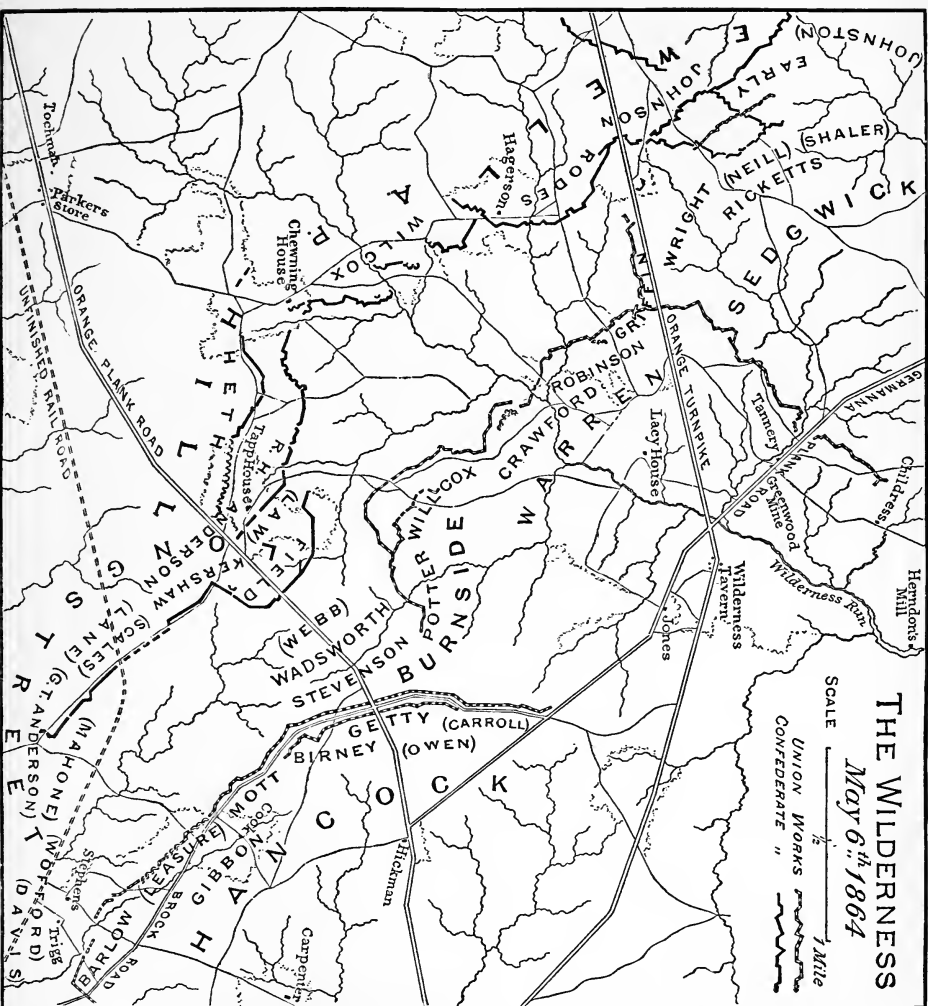 THE WILDERNESS
May 6th. 1864
SCALE
1/2
1 Mile
UNION WORKS
CONFEDERATE "
E W E L L
(JOHNSTON)
EARLY
JOHNSON
RODES
Hagerson
(NEILL) (SHALER)
RICKETTS
WRIGHT
SEDGWICK
GRIFFIN
ROBINSON
CRAWFORD
WARREN
ORANGE TURNPIKE
Lacy House
Tannery
GERMANNA
PLANK
ROAD
Greenwood
Mine
Childress
Herndon's
Mill
Wilderness Run
Wilderness
Tavern
Jones
Tochman
Parkers
Store
Chewning
House
A. P.
WILCOX
HETH
HILL
Tapp House
UNFINISHED RAIL ROAD
ORANGE PLANK ROAD
R. H.
ANDERSON
LAW
FIELD
KERSHAW
LONGSTREET
(SCALES)
(LANE)
(G.T. ANDERSON)
(MAHONE)
(WOFFORD)
(DAVIS)
POTTER
WILLCOX
BURNSIDE
(WEBB)
WADSWORTH
STEVENSON
GETTY
(CARROLL)
BIRNEY
(OWEN)
MOTT
Cook
GIBBON
HANCOCK
(LEASURE)
BARLOW
BROCK
ROAD
Hickman
Carpenter
Stephens
Trigg